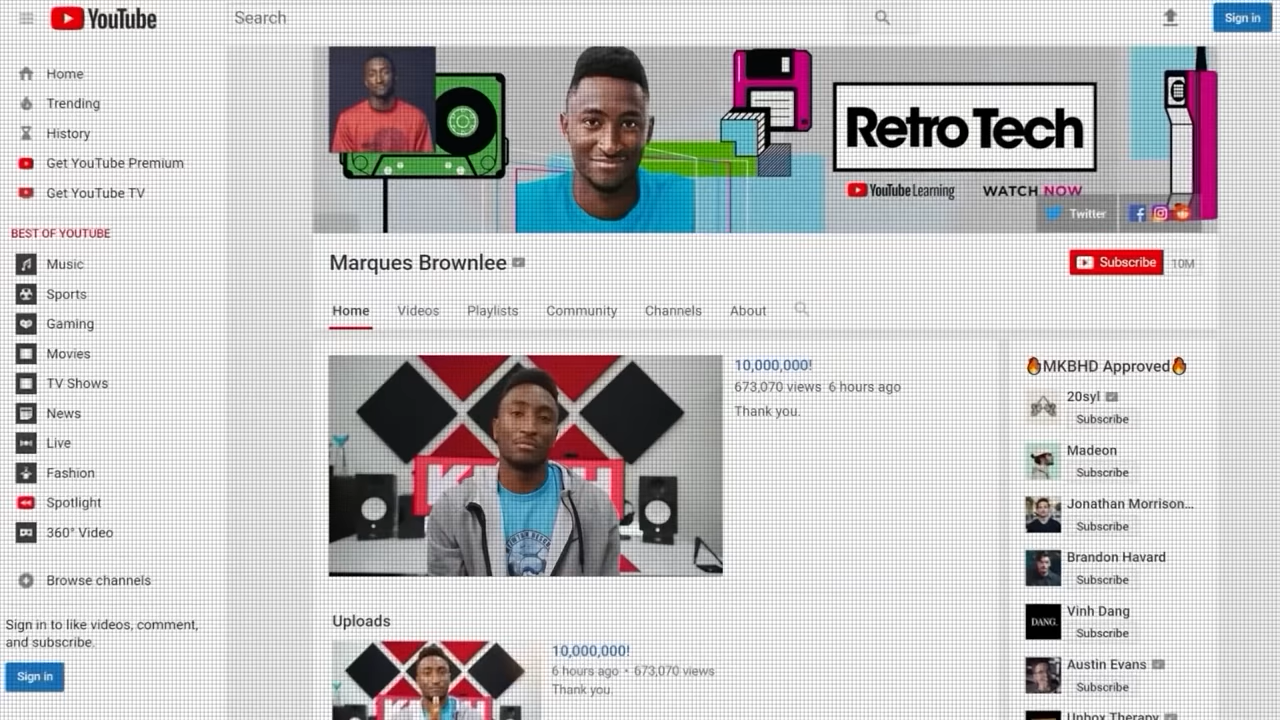 YouTube
Search
Sign in
Home
Trending
History
Get YouTube Premium
Get YouTube TV
BEST OF YOUTUBE
Music
Sports
Gaming
Movies
TV Shows
News
Live
Fashion
Spotlight
360° Video
Browse channels
Sign in to like videos, comment,
and subscribe.
Sign in
Retro Tech
YouTube Learning
WATCH NOW
Twitter
Marques Brownlee
Subscribe
10M
Home
Videos
Playlists
Community
Channels
About
10,000,000!
673,070 views 6 hours ago
Thank you.
Uploads
10,000,000!
6 hours ago • 673,070 views
Thank you.
🔥MKBHD Approved🔥
20syl
Subscribe
Madeon
Subscribe
Jonathan Morrison...
Subscribe
Brandon Havard
Subscribe
DANG.
Vinh Dang
Subscribe
Austin Evans
Subscribe
Unbox Therapy